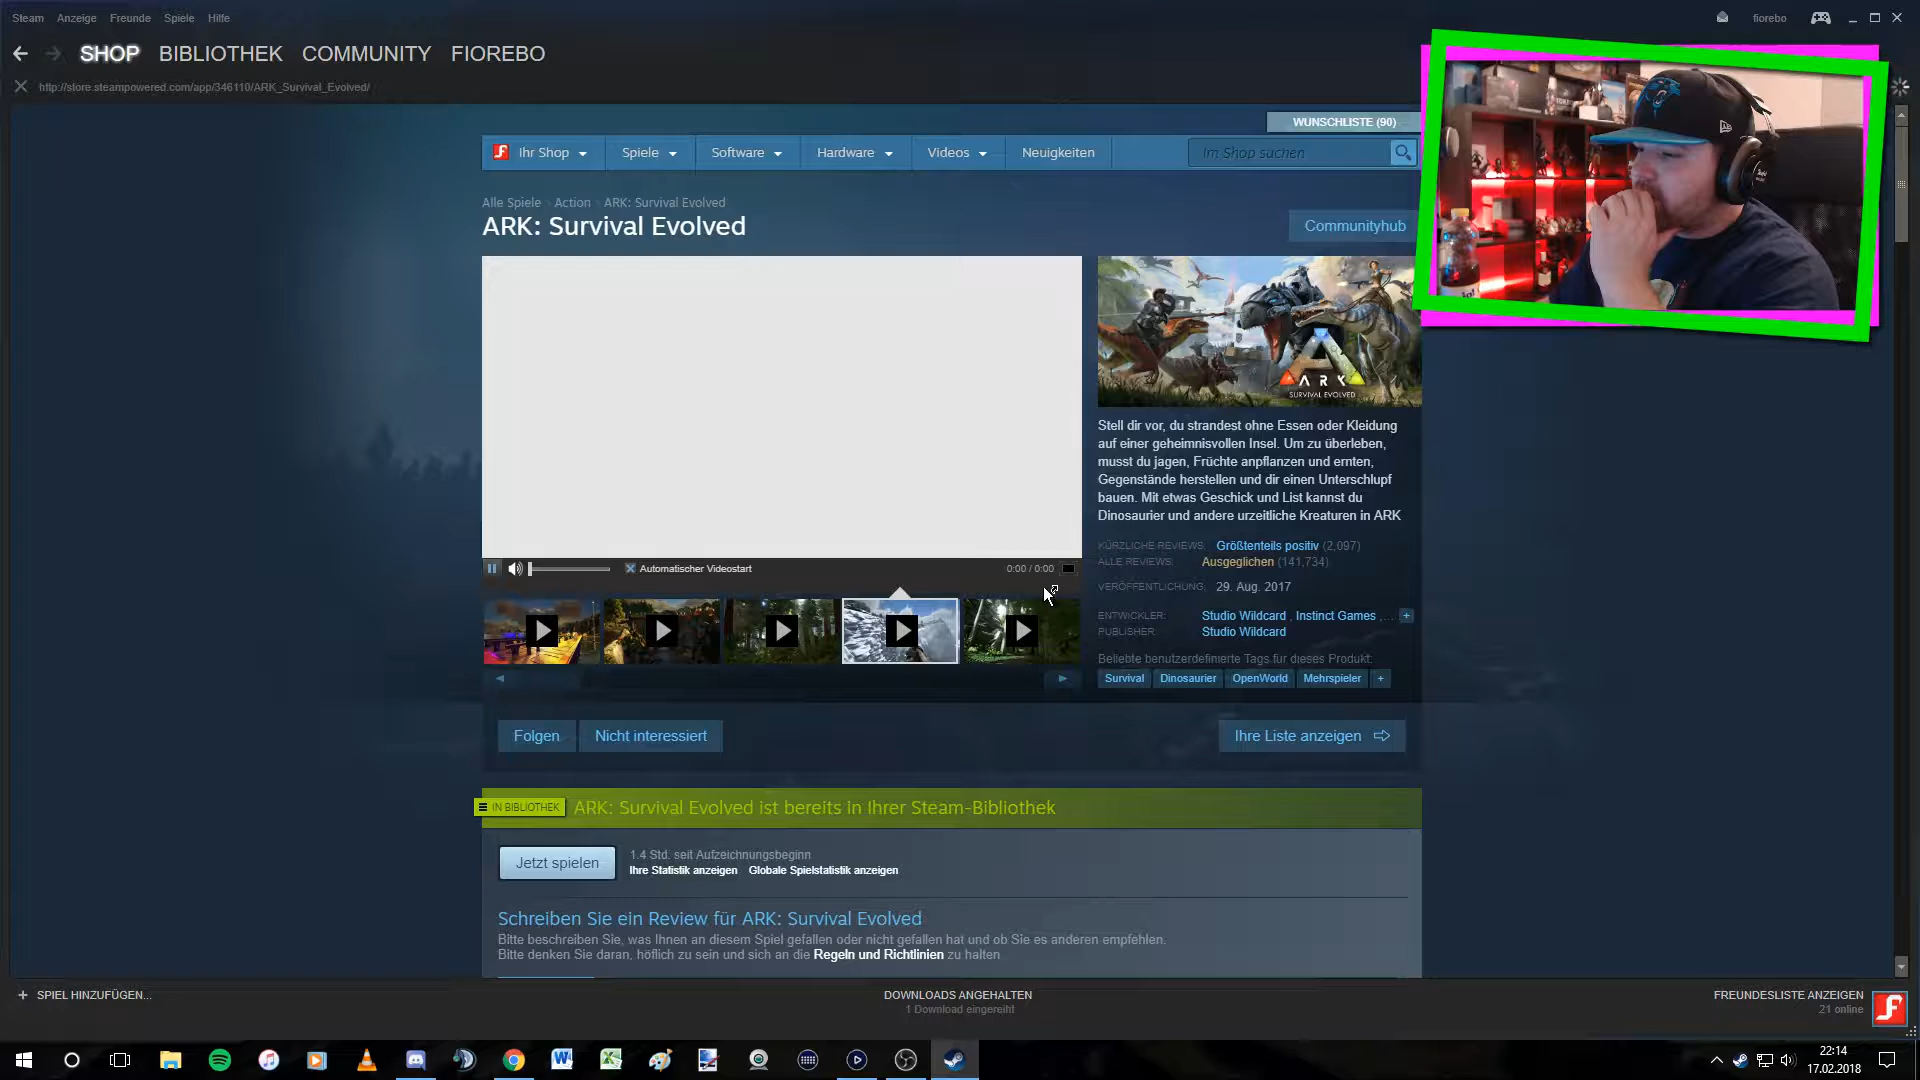 Steam Anzeige Freunde Spiele Hilfe
fiorebo
SHOP BIBLIOTHEK COMMUNITY FIOREBO
http://store.steampowered.com/app/346110/ARK_Survival_Evolved/
WUNSCHLISTE (90)
Ihr Shop Spiele Software Hardware Videos Neuigkeiten
Im Shop suchen
Alle Spiele Action ARK: Survival Evolved
ARK: Survival Evolved
Communityhub
ARK
SURVIVAL EVOLVED
Stell dir vor, du strandest ohne Essen oder Kleidung
auf einer geheimnisvollen Insel. Um zu überleben,
musst du jagen, Früchte anpflanzen und ernten,
Gegenstände herstellen und dir einen Unterschlupf
bauen. Mit etwas Geschick und List kannst du
Dinosaurier und andere urzeitliche Kreaturen in ARK
KÜRZLICHE REVIEWS: Größtenteils positiv (2,097)
ALLE REVIEWS: Ausgeglichen (141,734)
VERÖFFENTLICHUNG: 29. Aug. 2017
ENTWICKLER: Studio Wildcard , Instinct Games ,... +
PUBLISHER: Studio Wildcard
Beliebte benutzerdefinierte Tags für dieses Produkt:
Survival Dinosaurier OpenWorld Mehrspieler +
Automatischer Videostart
0:00 / 0:00
Folgen Nicht interessiert
Ihre Liste anzeigen
IN BIBLIOTHEK ARK: Survival Evolved ist bereits in Ihrer Steam-Bibliothek
Jetzt spielen
1.4 Std. seit Aufzeichnungsbeginn
Ihre Statistik anzeigen Globale Spielstatistik anzeigen
Schreiben Sie ein Review für ARK: Survival Evolved
Bitte beschreiben Sie, was Ihnen an diesem Spiel gefallen oder nicht gefallen hat und ob Sie es anderen empfehlen.
Bitte denken Sie daran, höflich zu sein und sich an die Regeln und Richtlinien zu halten
+ SPIEL HINZUFÜGEN...
DOWNLOADS ANGEHALTEN
1 Download eingereiht
FREUNDESLISTE ANZEIGEN
21 online
22:14
17.02.2018